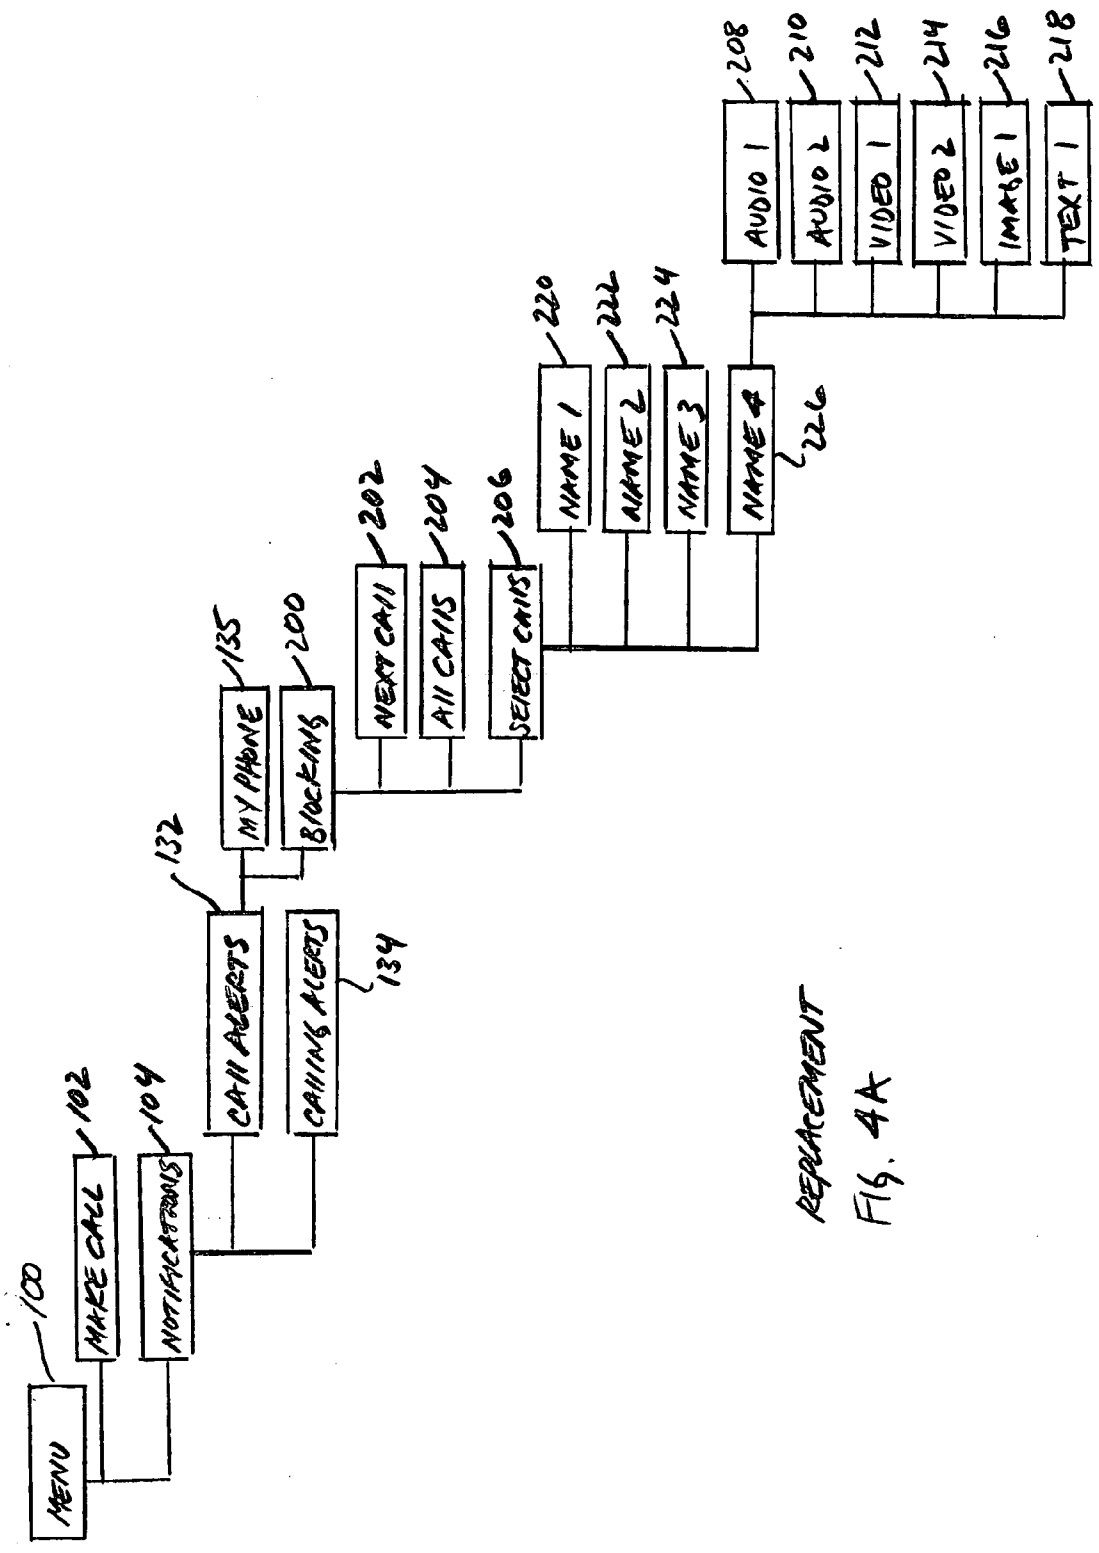 MENU
100
MAKE CALL
102
NOTIFICATIONS
104
CAll ALERTS
132
CAllING ALERTS
134
MY PHONE
135
BlOCKING
200
NEXT CAll
202
All CAllS
204
SElECT CAllS
206
NAME 1
220
NAME 2
222
NAME 3
224
NAME 4
226
AUDIO 1
208
AUDIO 2
210
VIDEO 1
212
VIDEO 2
214
IMAGE 1
216
TEXT 1
218
REPLACEMENT
FIG. 4A